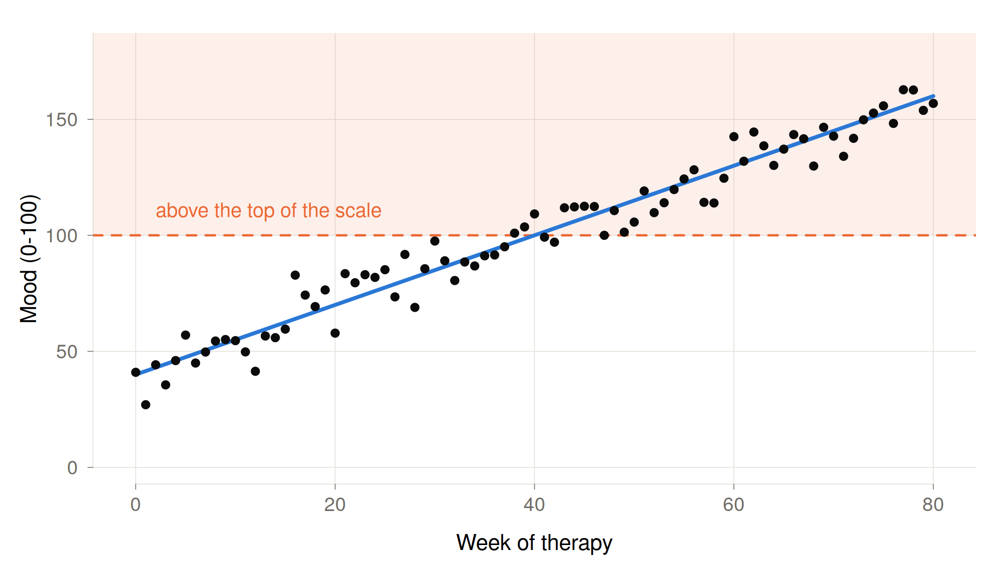 150
above the top of the scale
100
50
0
Mood (0-100)
0 20 40 60 80
Week of therapy